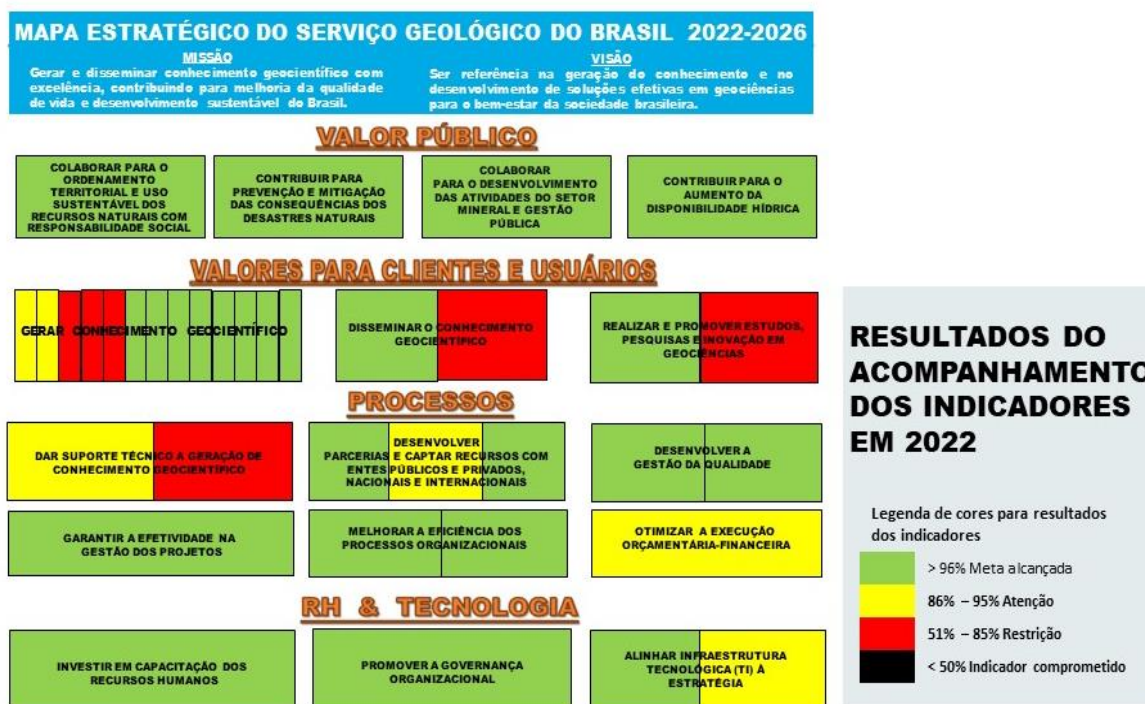 MAPA ESTRATÉGICO DO SERVIÇO GEOLÓGICO DO BRASIL 2022-2026
MISSÃO
Gerar e disseminar conhecimento geocientífico com
excelência, contribuindo para melhoria da qualidade
de vida e desenvolvimento sustentável do Brasil.
VISÃO
Ser referência na geração do conhecimento e no
desenvolvimento de soluções efetivas em geociências
para o bem-estar da sociedade brasileira.
VALOR PÚBLICO
COLABORAR PARA O
ORDENAMENTO
TERRITORIAL E USO
SUSTENTÁVEL DOS
RECURSOS NATURAIS COM
RESPONSABILIDADE SOCIAL
CONTRIBUIR PARA
PREVENÇÃO E MITIGAÇÃO
DAS CONSEQUÊNCIAS DOS
DESASTRES NATURAIS
COLABORAR
PARA O DESENVOLVIMENTO
DAS ATIVIDADES DO SETOR
MINERAL E GESTÃO
PÚBLICA
CONTRIBUIR PARA O
AUMENTO DA
DISPONIBILIDADE HÍDRICA
VALORES PARA CLIENTES E USUÁRIOS
GERAR CONHECIMENTO GEOCIENTÍFICO
DISSEMINAR O CONHECIMENTO
GEOCIENTÍFICO
REALIZAR E PROMOVER ESTUDOS,
PESQUISAS E INOVAÇÃO EM
GEOCIÊNCIAS
PROCESSOS
DAR SUPORTE TÉCNICO A GERAÇÃO DE
CONHECIMENTO GEOCIENTÍFICO
DESENVOLVER
PARCERIAS E CAPTAR RECURSOS COM
ENTES PÚBLICOS E PRIVADOS,
NACIONAIS E INTERNACIONAIS
DESENVOLVER A
GESTÃO DA QUALIDADE
GARANTIR A EFETIVIDADE NA
GESTÃO DOS PROJETOS
MELHORAR A EFICIÊNCIA DOS
PROCESSOS ORGANIZACIONAIS
OTIMIZAR A EXECUÇÃO
ORÇAMENTÁRIA-FINANCEIRA
RH & TECNOLOGIA
INVESTIR EM CAPACITAÇÃO DOS
RECURSOS HUMANOS
PROMOVER A GOVERNANÇA
ORGANIZACIONAL
ALINHAR INFRAESTRUTURA
TECNOLÓGICA (TI) À
ESTRATÉGIA
RESULTADOS DO
ACOMPANHAMENTO
DOS INDICADORES
EM 2022
Legenda de cores para resultados
dos indicadores
> 96% Meta alcançada
86% – 95% Atenção
51% – 85% Restrição
< 50% Indicador comprometido